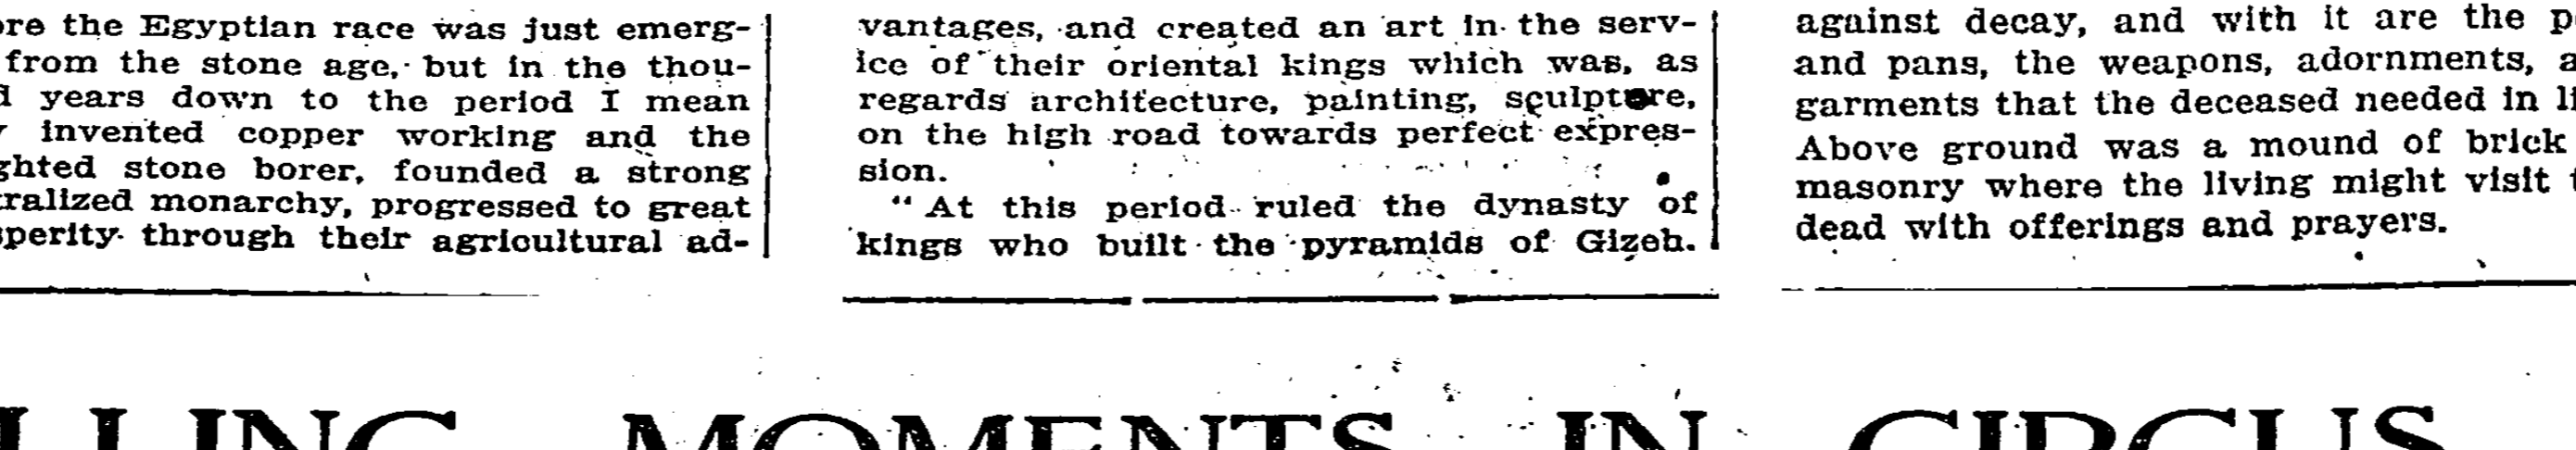 ore the Egyptian race was just emerg-
from the stone age, but in the thou-
d years down to the period I mean
invented copper working and the
ghted stone borer, founded a strong
tralized monarchy, progressed to great
sperity through their agricultural ad-
vantages, and created an art in the serv-
ice of their oriental kings which was, as
regards architecture, painting, sculpture,
on the high road towards perfect expres-
sion.
"At this period ruled the dynasty of
kings who built the pyramids of Gizeh.
against decay, and with it are the p
and pans, the weapons, adornments, a
garments that the deceased needed in li
Above ground was a mound of brick
masonry where the living might visit t
dead with offerings and prayers.
LLING MOMENTS IN CIRCUS